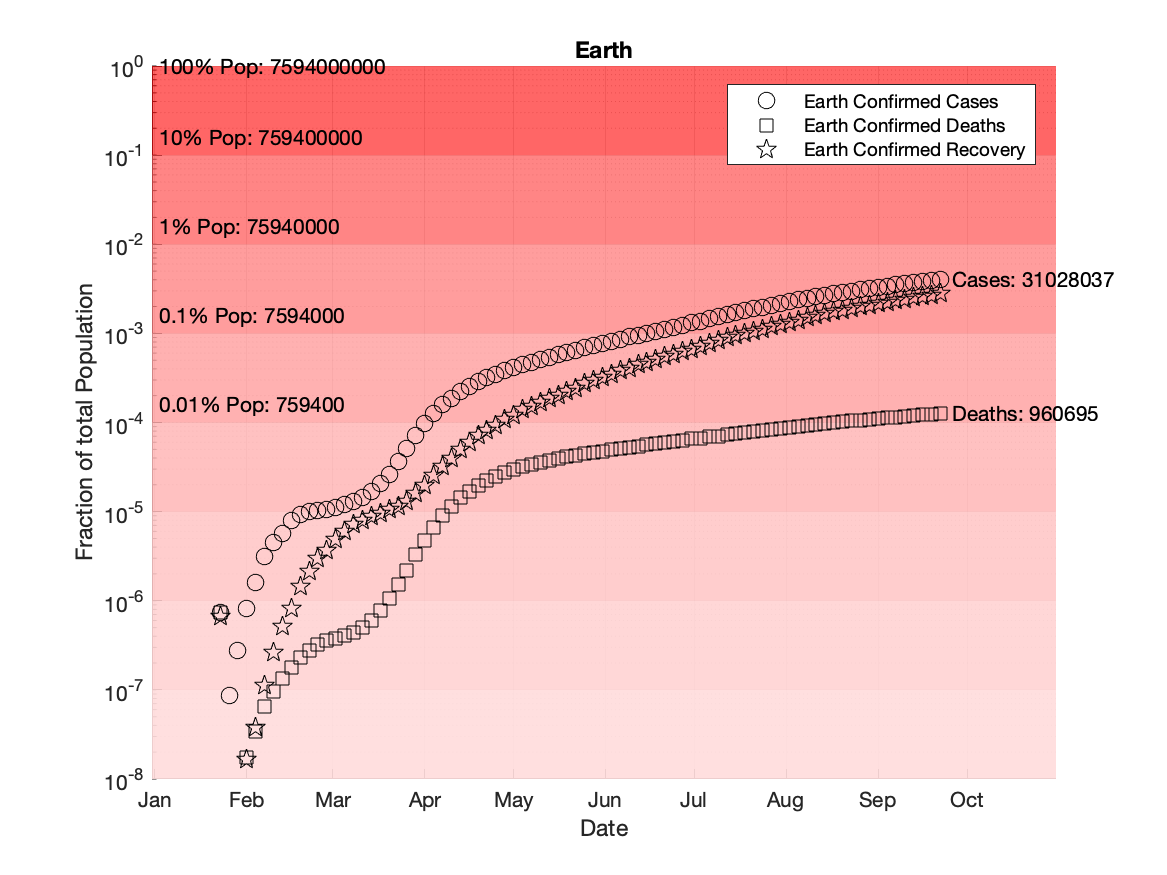 Earth
10^0
100% Pop: 7594000000
Earth Confirmed Cases
Earth Confirmed Deaths
Earth Confirmed Recovery
10% Pop: 759400000
10^-1
1% Pop: 75940000
10^-2
Cases: 31028037
0.1% Pop: 7594000
10^-3
0.01% Pop: 759400
10^-4
Deaths: 960695
Fraction of total Population
10^-5
10^-6
10^-7
10^-8
Jan Feb Mar Apr May Jun Jul Aug Sep Oct
Date